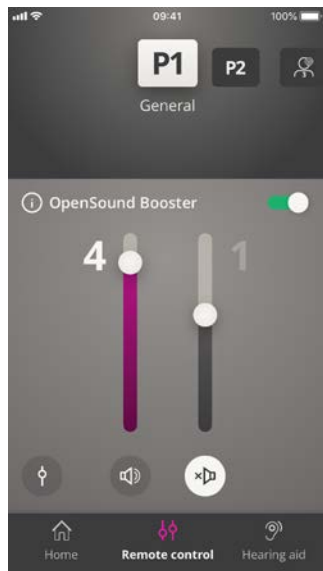 09:41
100%
P1
P2
General
OpenSound Booster
4
1
Home
Remote control
Hearing aid